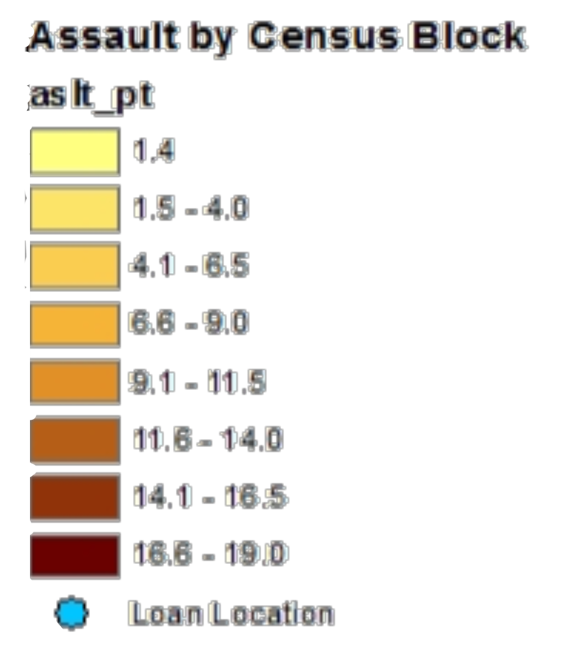 Assault by Census Block
aslt_pt
1.4
1.5 - 4.0
4.1 - 6.5
6.6 - 9.0
9.1 - 11.5
11.6 - 14.0
14.1 - 16.5
16.6 - 19.0
Loan Location